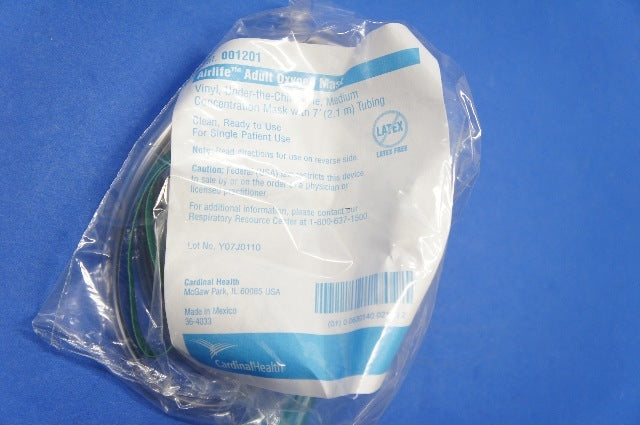 001201
Airlife™ Adult Oxygen Mask
Vinyl, Under-the-Chin Style, Medium
Concentration Mask with 7' (2.1 m) Tubing
Clean, Ready to Use
For Single Patient Use
LATEX
LATEX FREE
Note: Read directions for use on reverse side.
Caution: Federal (USA) law restricts this device
to sale by or on the order of a physician or
licensed practitioner.
For additional information, please contact our
Respiratory Resource Center at 1-800-637-1500
Lot No. Y07J0110
Cardinal Health
McGaw Park, IL 60085 USA
Made in Mexico
36-4033
CardinalHealth